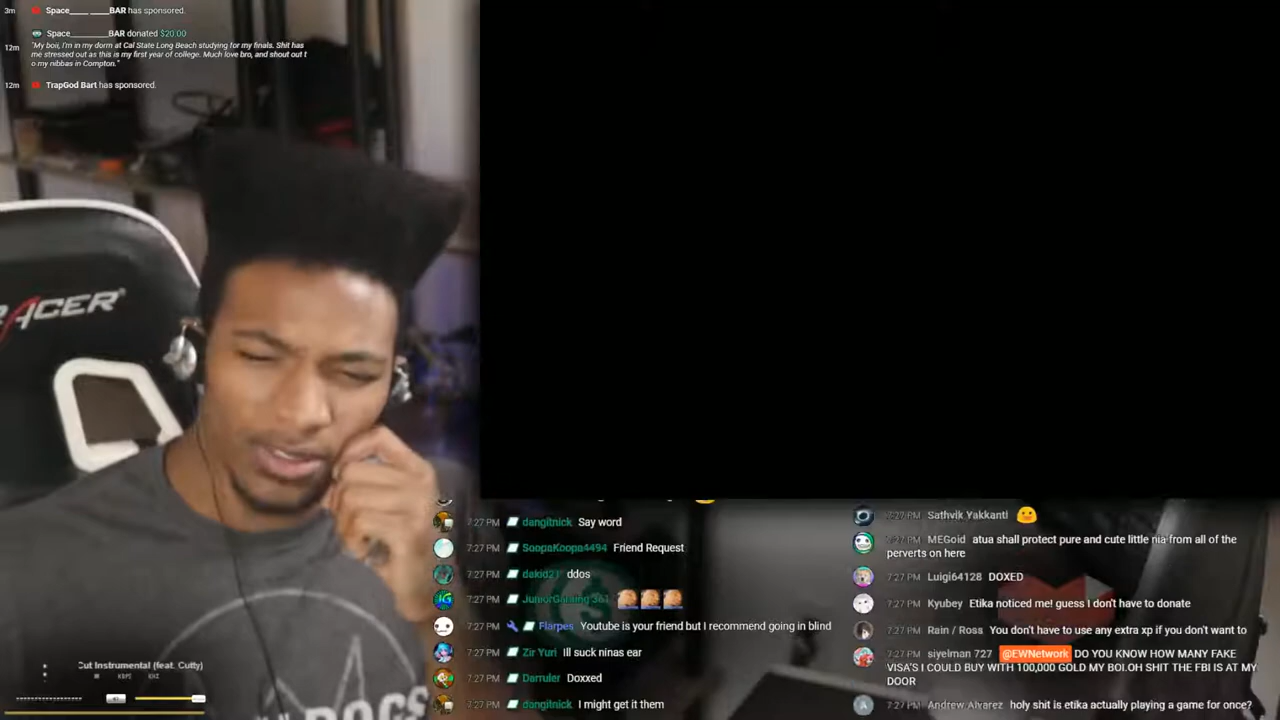 3m Space_____ ____BAR has sponsored.
Space_________BAR donated $20.00
12m "My boii, I'm in my dorm at Cal State Long Beach studying for my finals. Shit has
me stressed out as this is my first year of college. Much love bro, and shout out t
o my nibbas in Compton."
12m TrapGod Bart has sponsored.
RACER
7:27 PM dangitnick Say word
7:27 PM SoopaKoopa4494 Friend Request
7:27 PM dakid21 ddos
7:27 PM JuniorGaming 361
7:27 PM Flarpes Youtube is your friend but I recommend going in blind
7:27 PM Zir Yuri Ill suck ninas ear
7:27 PM Darruler Doxxed
7:27 PM dangitnick I might get it them
7:27 PM Sathvik Yakkanti
7:27 PM MEGoid atua shall protect pure and cute little nia from all of the
perverts on here
7:27 PM Luigi64128 DOXED
7:27 PM Kyubey Etika noticed me! guess I don't have to donate
7:27 PM Rain / Ross You don't have to use any extra xp if you don't want to
7:27 PM siyelman 727 @EWNetwork DO YOU KNOW HOW MANY FAKE
VISA'S I COULD BUY WITH 100,000 GOLD MY BOI.OH SHIT THE FBI IS AT MY
DOOR
7:27 PM Andrew Alvarez holy shit is etika actually playing a game for once?
Cut Instrumental (feat. Cutty)
KBPS KHZ
DOGS